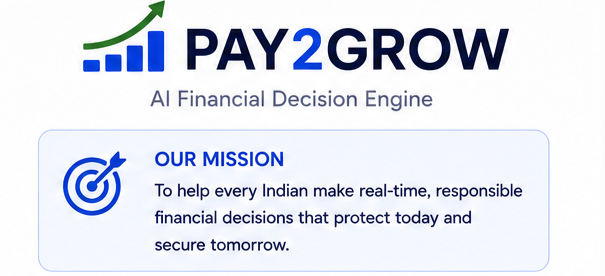 PAY2GROW
AI Financial Decision Engine
OUR MISSION
To help every Indian make real-time, responsible
financial decisions that protect today and
secure tomorrow.